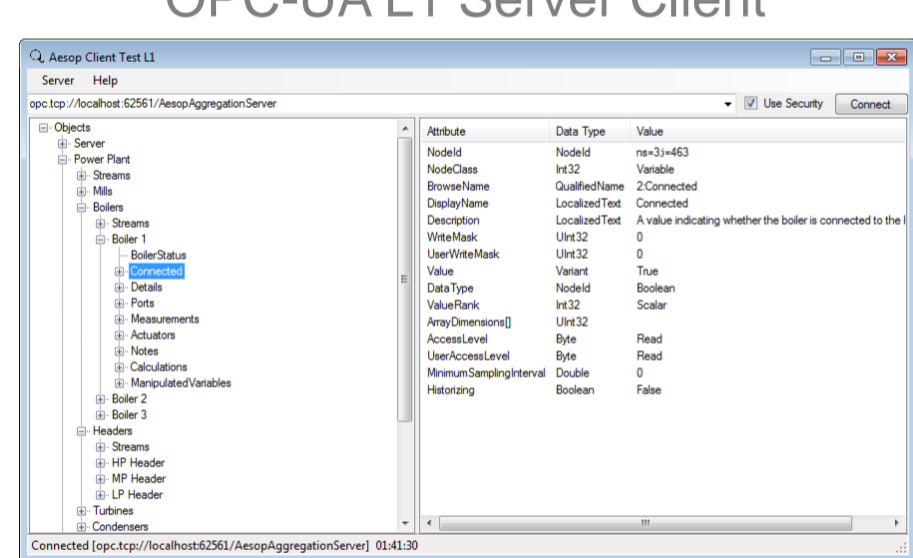 OPC-UA L1 Server Client
Aesop Client Test L1
Server Help
opc.tcp://localhost:62561/AesopAggregationServer Use Security Connect
Objects
Server
Power Plant
Streams
Mills
Boilers
Streams
Boiler 1
BoilerStatus
Connected
Details
Ports
Measurements
Actuators
Notes
Calculations
ManipulatedVariables
Boiler 2
Boiler 3
Headers
Streams
HP Header
MP Header
LP Header
Turbines
Condensers
Attribute Data Type Value
NodeId NodeId ns=3;i=463
NodeClass Int32 Variable
BrowseName QualifiedName 2:Connected
DisplayName LocalizedText Connected
Description LocalizedText A value indicating whether the boiler is connected to the
WriteMask UInt32 0
UserWriteMask UInt32 0
Value Variant True
DataType NodeId Boolean
ValueRank Int32 Scalar
ArrayDimensions[] UInt32
AccessLevel Byte Read
UserAccessLevel Byte Read
MinimumSamplingInterval Double 0
Historizing Boolean False
Connected [opc.tcp://localhost:62561/AesopAggregationServer] 01:41:30